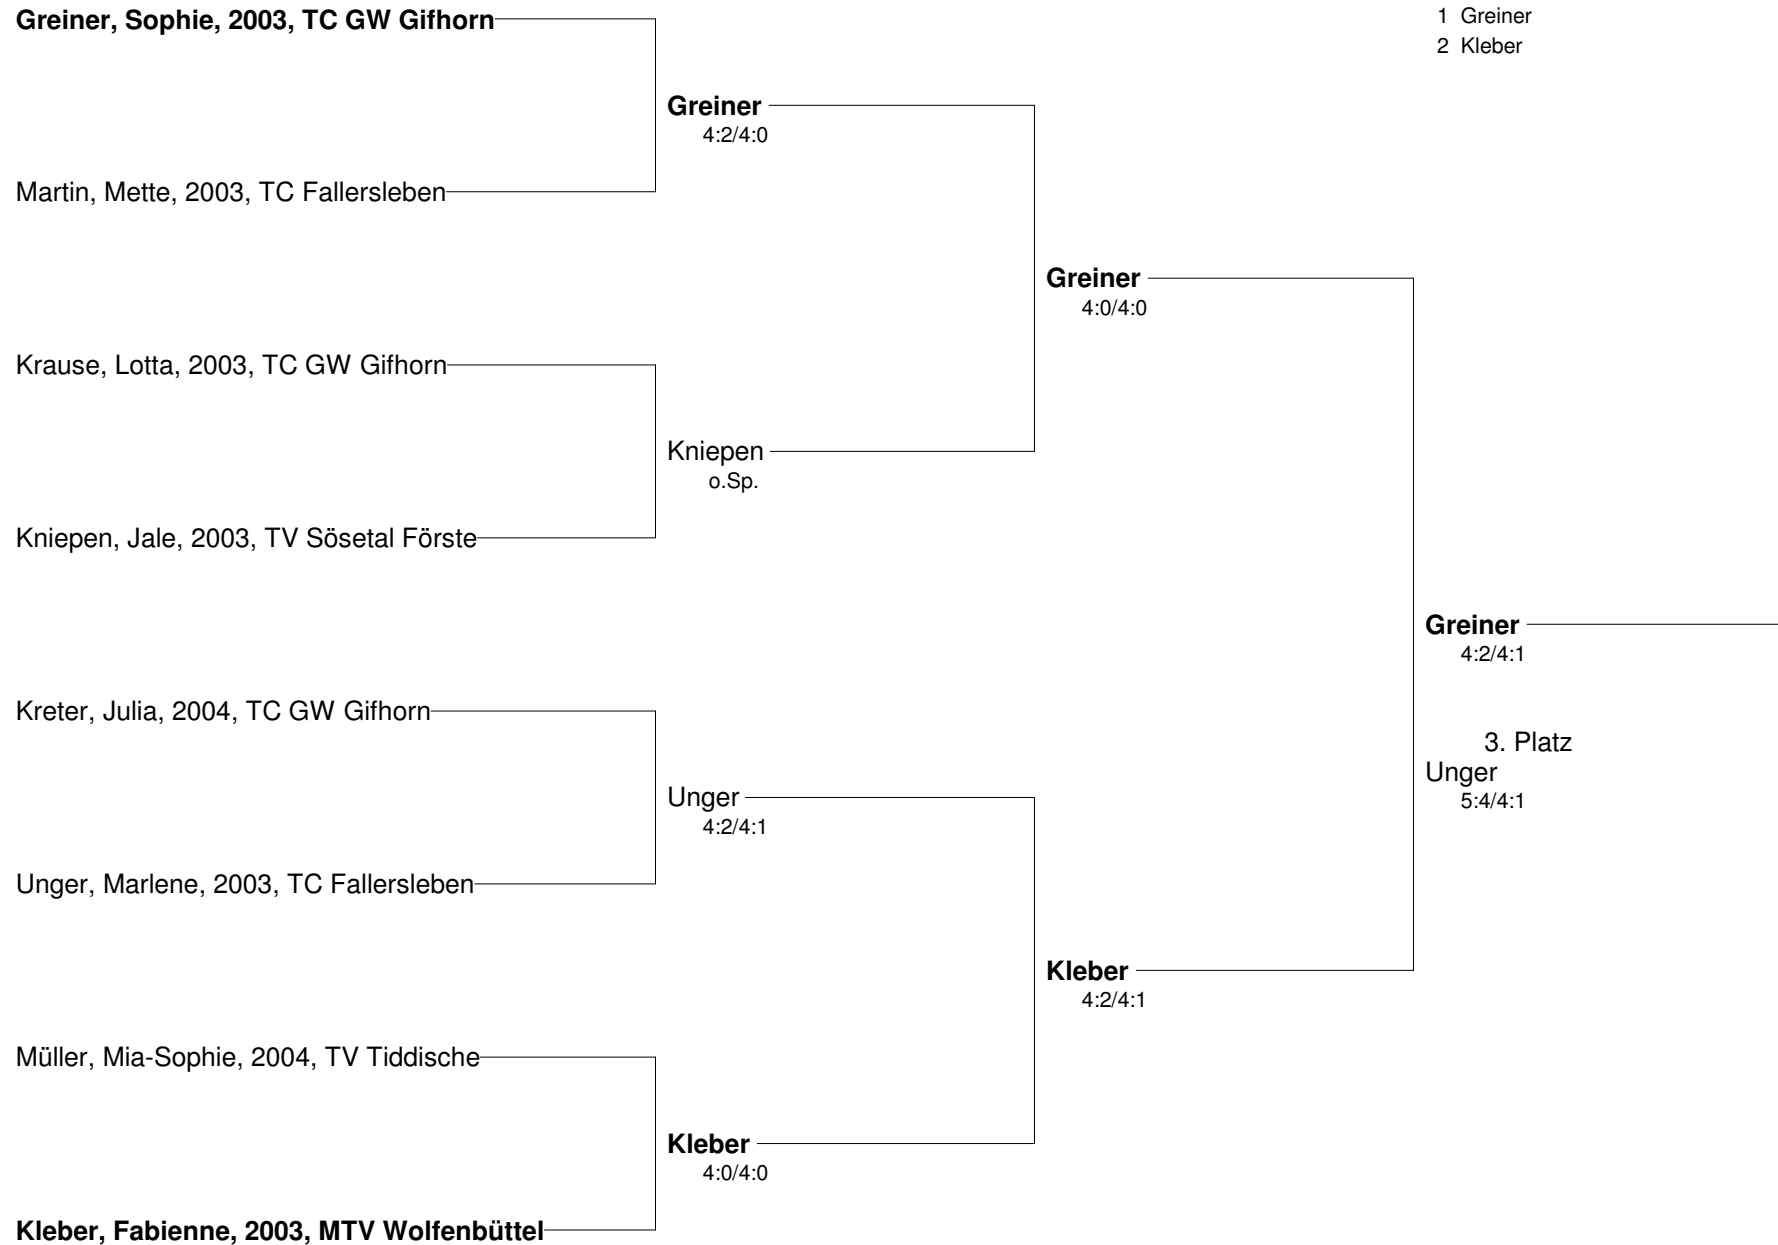 Greiner, Sophie, 2003, TC GW Gifhorn
1 Greiner
2 Kleber
Greiner
4:2/4:0
Martin, Mette, 2003, TC Fallersleben
Greiner
4:0/4:0
Krause, Lotta, 2003, TC GW Gifhorn
Kniepen
o.Sp.
Kniepen, Jale, 2003, TV Sösetal Förste
Greiner
4:2/4:1
Kreter, Julia, 2004, TC GW Gifhorn
3. Platz
Unger
5:4/4:1
Unger
4:2/4:1
Unger, Marlene, 2003, TC Fallersleben
Kleber
4:2/4:1
Müller, Mia-Sophie, 2004, TV Tiddische
Kleber
4:0/4:0
Kleber, Fabienne, 2003, MTV Wolfenbüttel